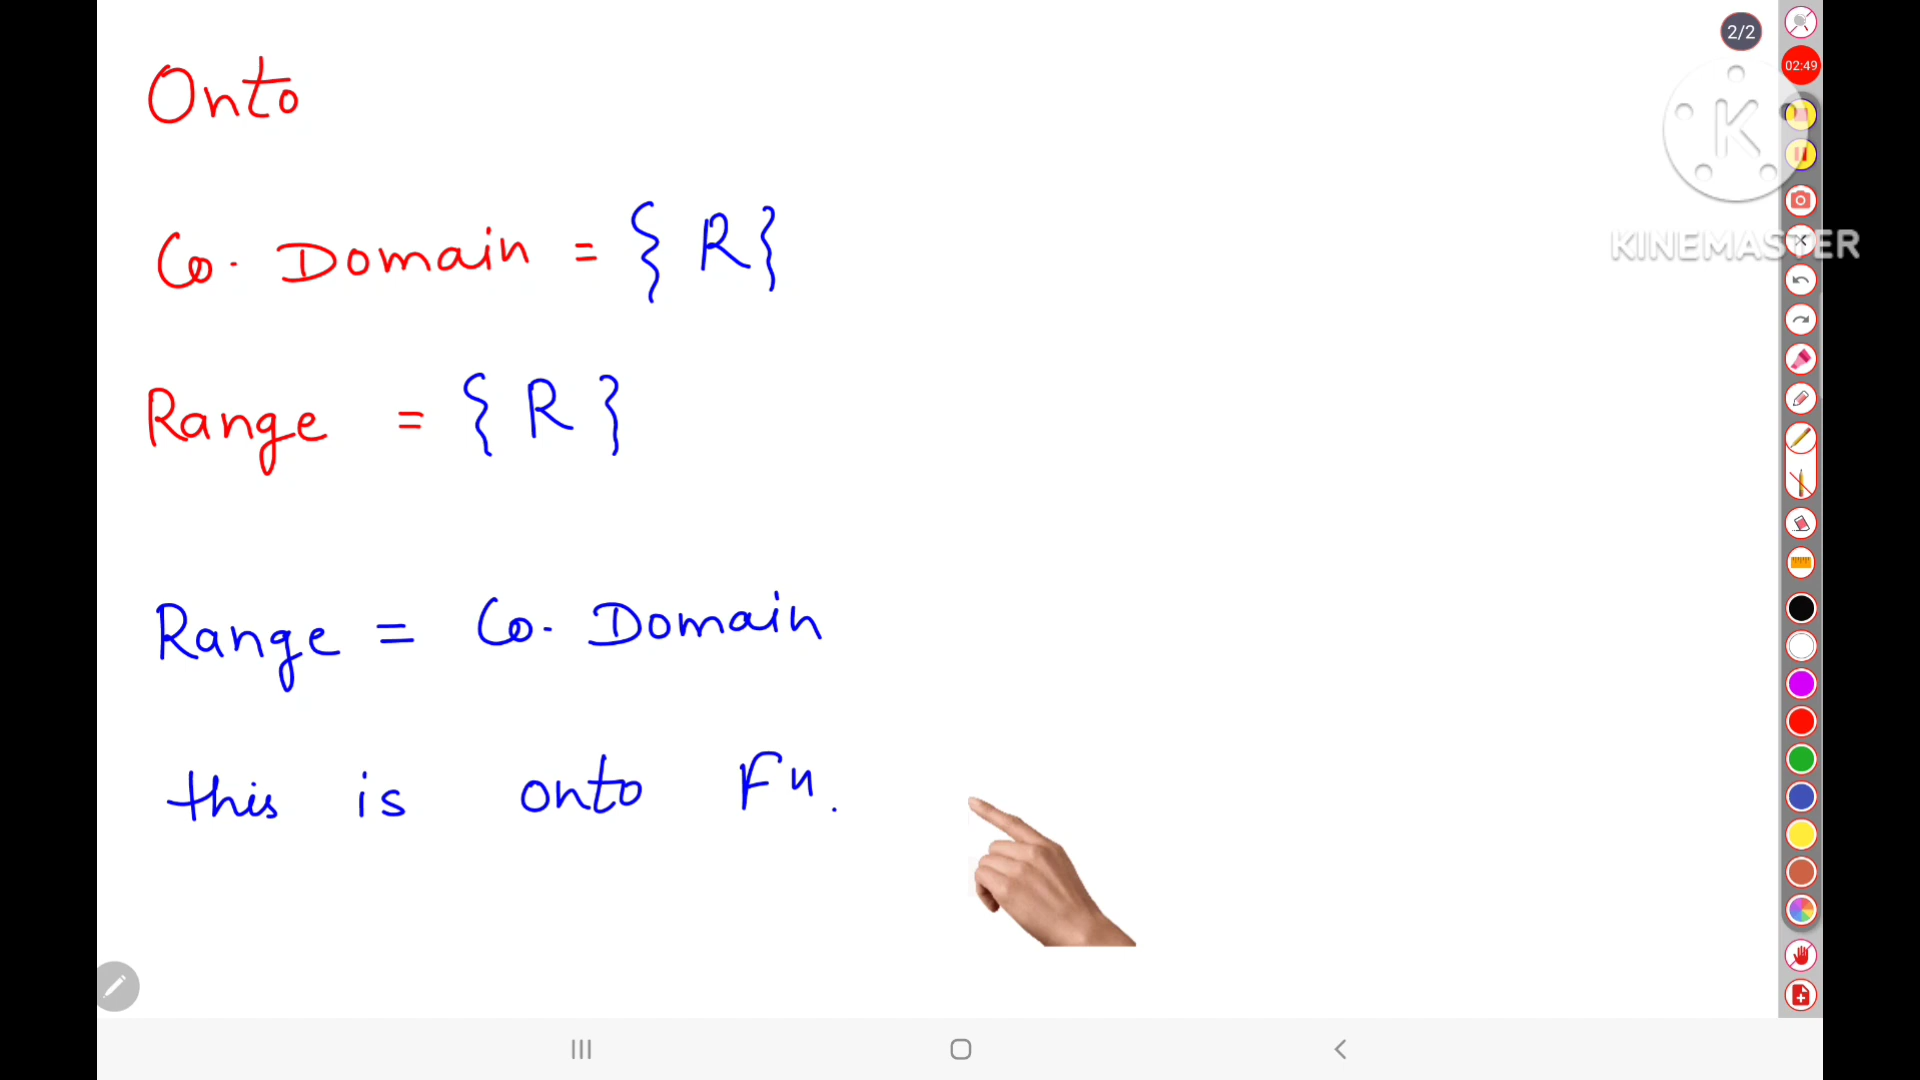 2/2
02:49
K
KINEMASTER
Onto
Co. Domain = { R }
Range = { R }
Range = Co. Domain
this is onto Fn.